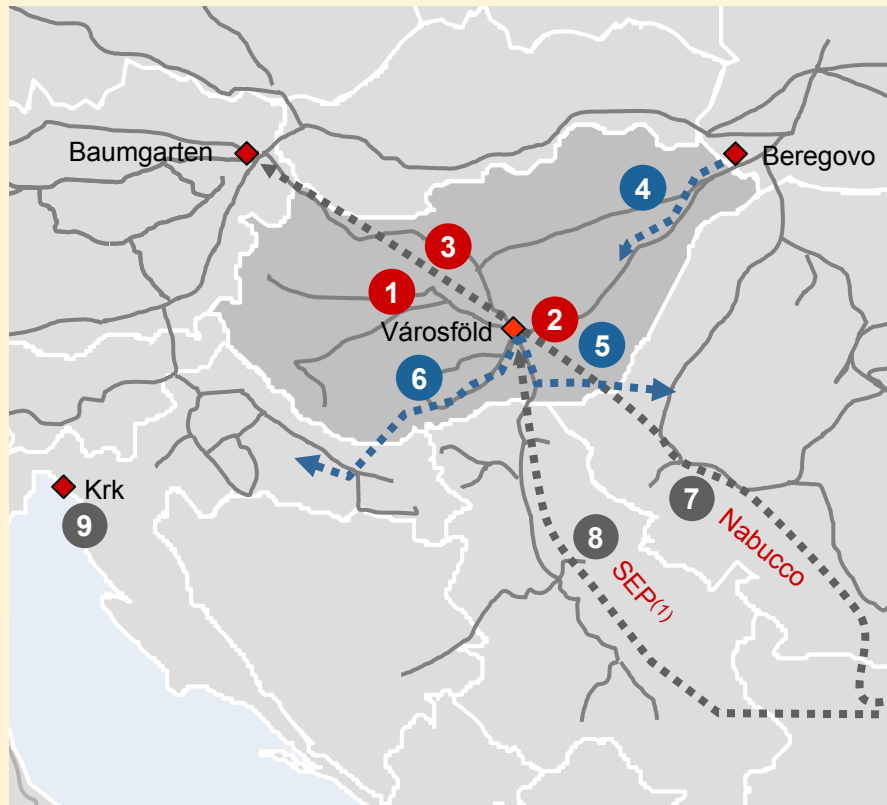 Baumgarten
Beregovo
4
3
1
2
Városföld
5
6
Krk
9
7
Nabucco
8
SEP(1)